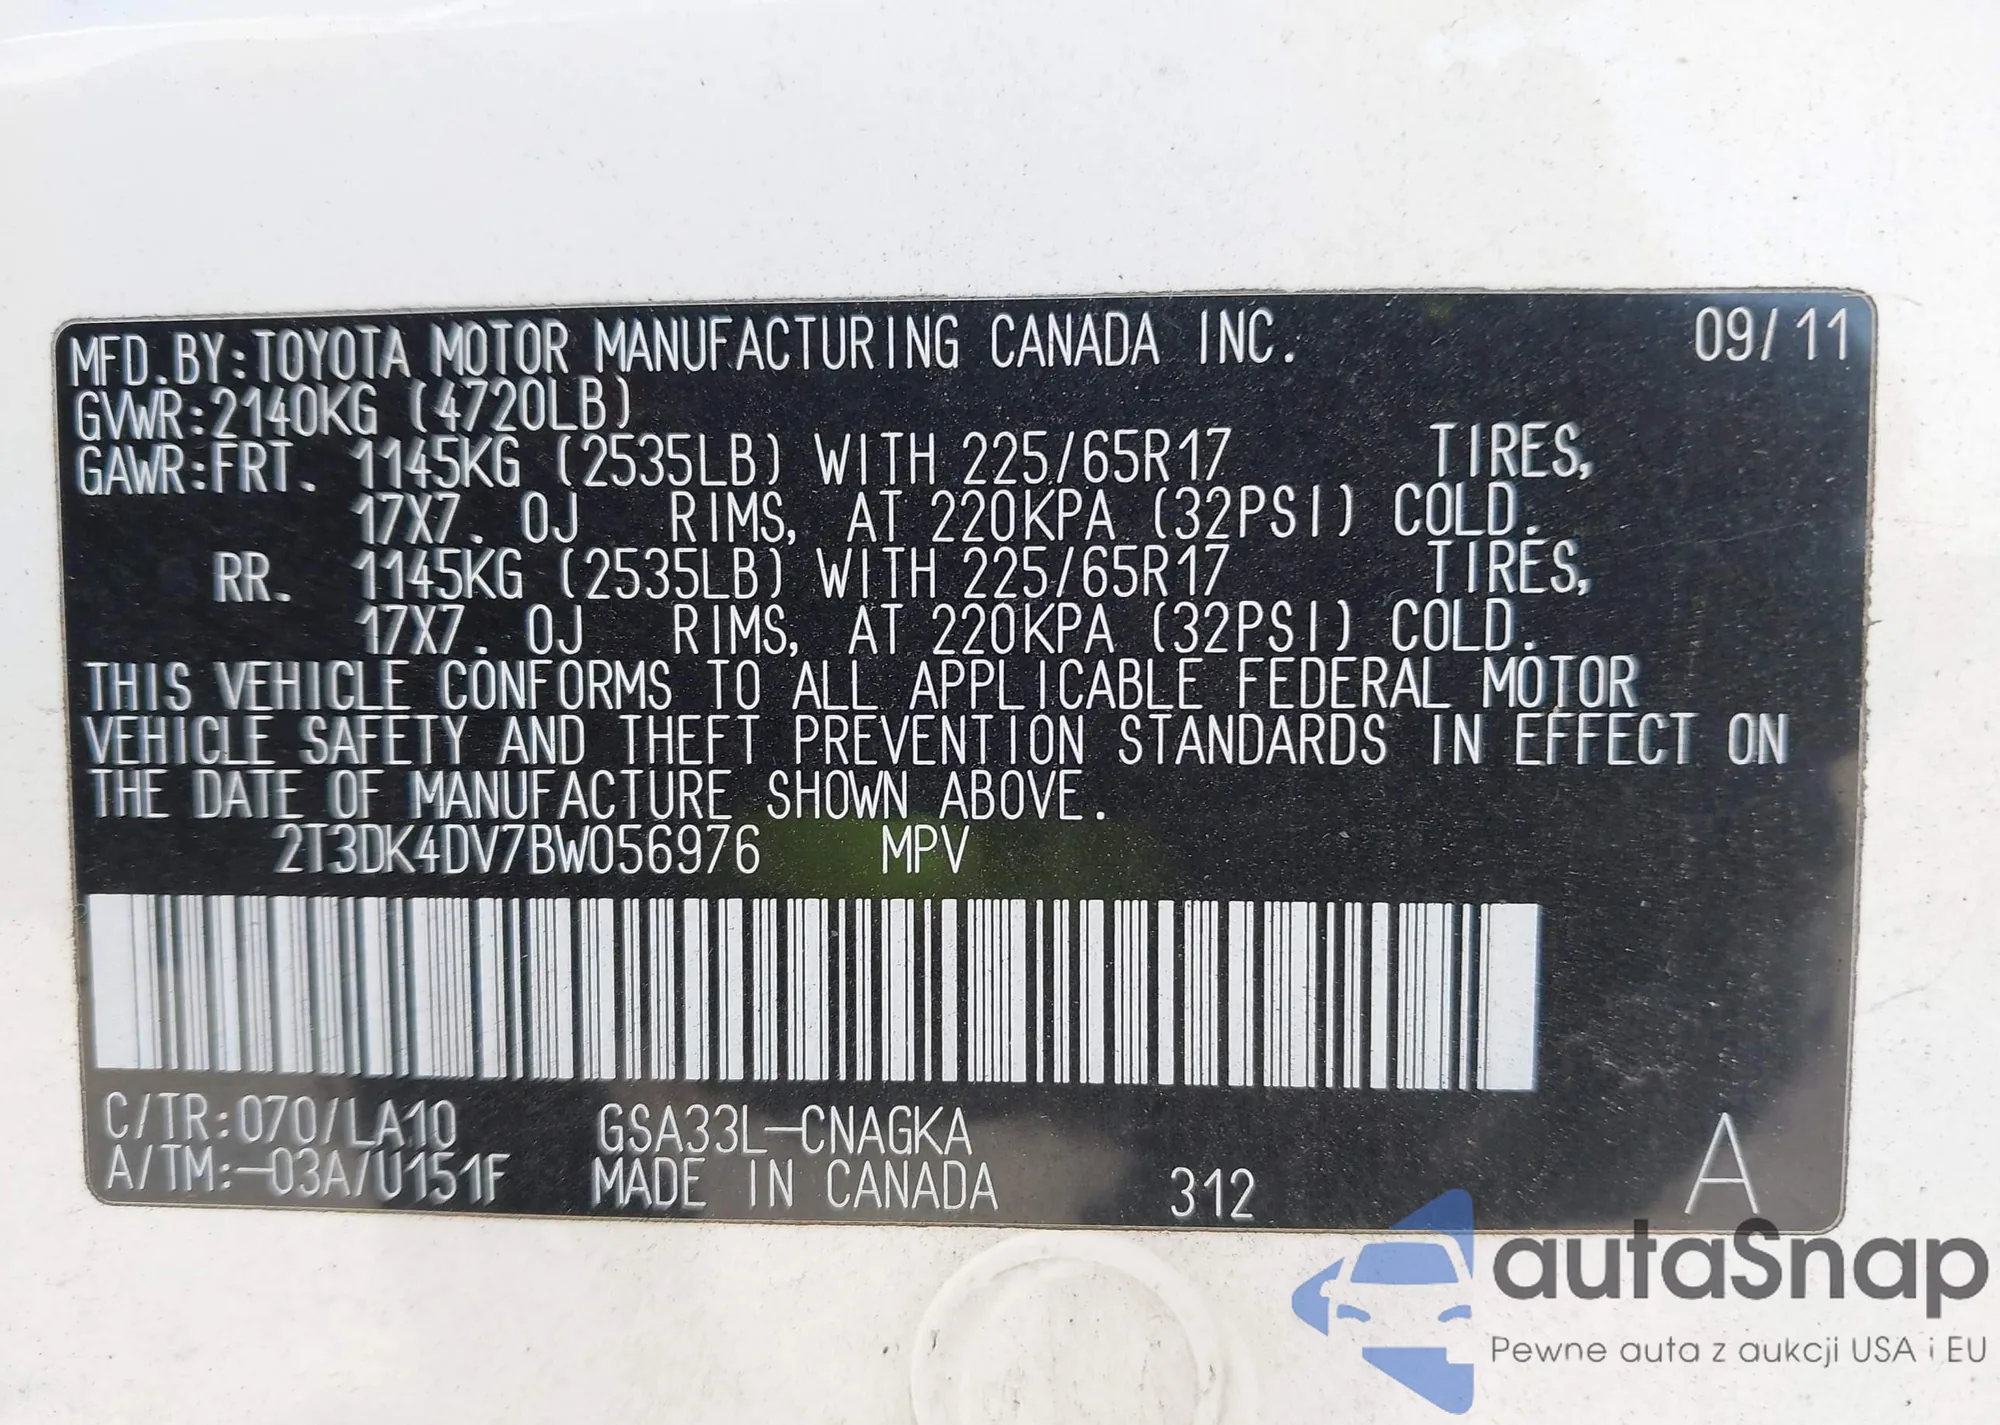 MFD.BY:TOYOTA MOTOR MANUFACTURING CANADA INC. 09/11
GVWR:2140KG (4720LB)
GAWR:FRT. 1145KG (2535LB) WITH 225/65R17 TIRES,
17X7.0J RIMS, AT 220KPA (32PSI) COLD.
RR. 1145KG (2535LB) WITH 225/65R17 TIRES,
17X7.0J RIMS, AT 220KPA (32PSI) COLD.
THIS VEHICLE CONFORMS TO ALL APPLICABLE FEDERAL MOTOR
VEHICLE SAFETY AND THEFT PREVENTION STANDARDS IN EFFECT ON
THE DATE OF MANUFACTURE SHOWN ABOVE.
2T3DK4DV7BW056976 MPV
C/TR:070/LA10 GSA33L-CNAGKA
A/TM:-03A/U151F MADE IN CANADA 312 A
autaSnap
Pewne auta z aukcji USA i EU